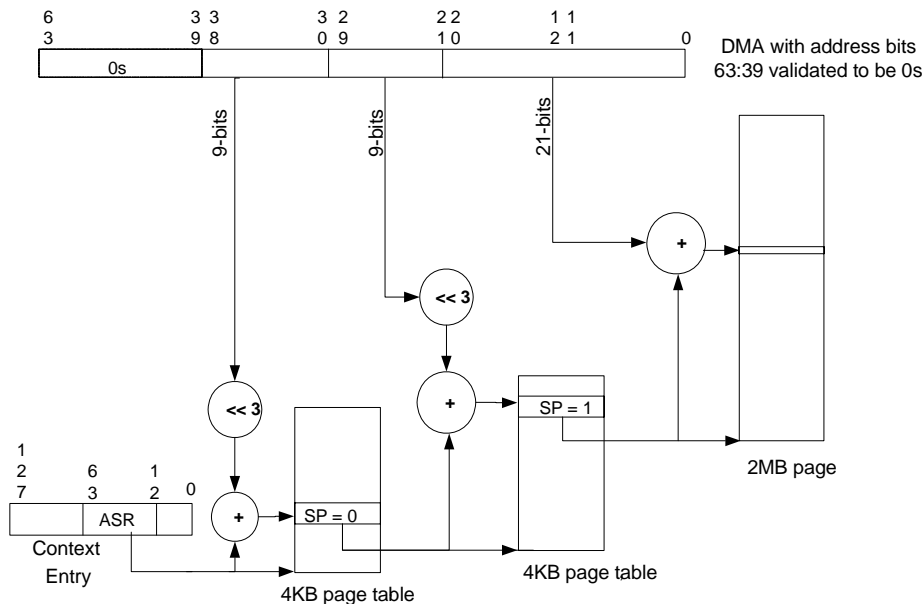 6 3 3 3 2 2 2 1 1
3 9 8 0 9 1 0 2 1 0
0s
DMA with address bits
63:39 validated to be 0s
9-bits
9-bits
21-bits
+
<< 3
<< 3
+
SP = 1
2MB page
1
2 6 1
7 3 2 0
ASR
+
SP = 0
Context
Entry
4KB page table
4KB page table